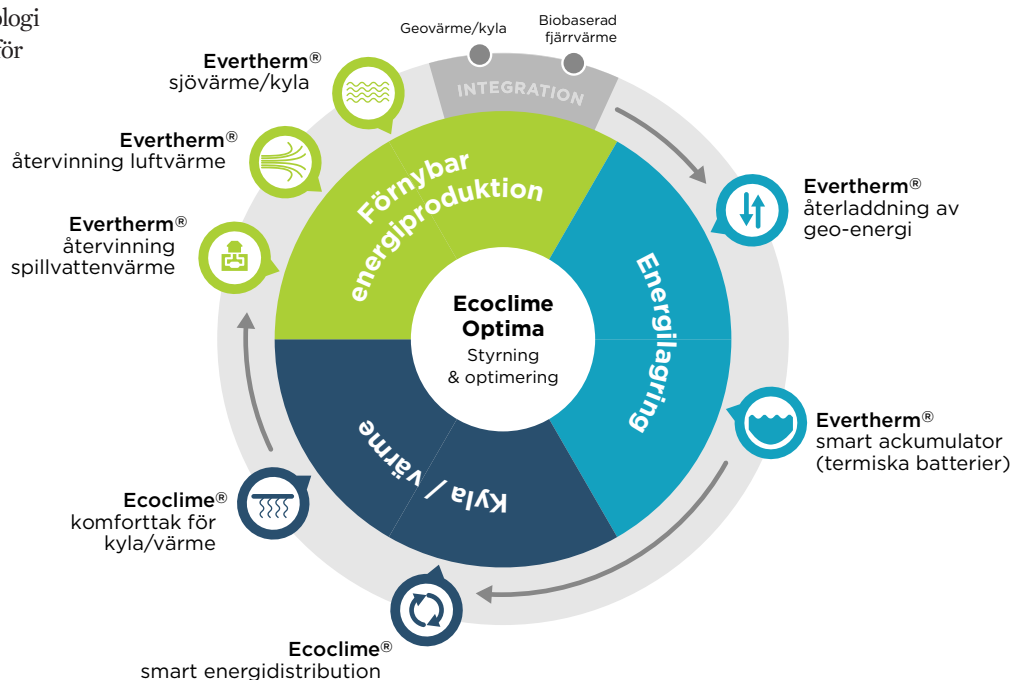 ologi
för
Geovärme/kyla
Biobaserad
fjärrvärme
INTEGRATION
Evertherm®
sjövärme/kyla
Evertherm®
återvinning luftvärme
Evertherm®
återvinning
spillvattenvärme
Förnybar
energiproduktion
Evertherm®
återladdning av
geo-energi
Energilagring
Ecoclime
Optima
Styrning
& optimering
Evertherm®
smart ackumulator
(termiska batterier)
Kyla / värme
Ecoclime®
komforttak för
kyla/värme
Ecoclime®
smart energidistribution